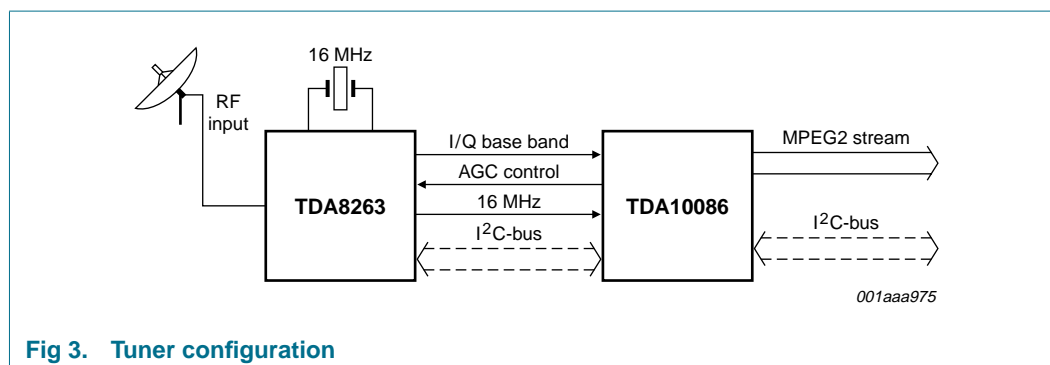 16 MHz
RF
input
I/Q base band
AGC control
16 MHz
I²C-bus
TDA8263
TDA10086
MPEG2 stream
I²C-bus
001aaa975
Fig 3. Tuner configuration